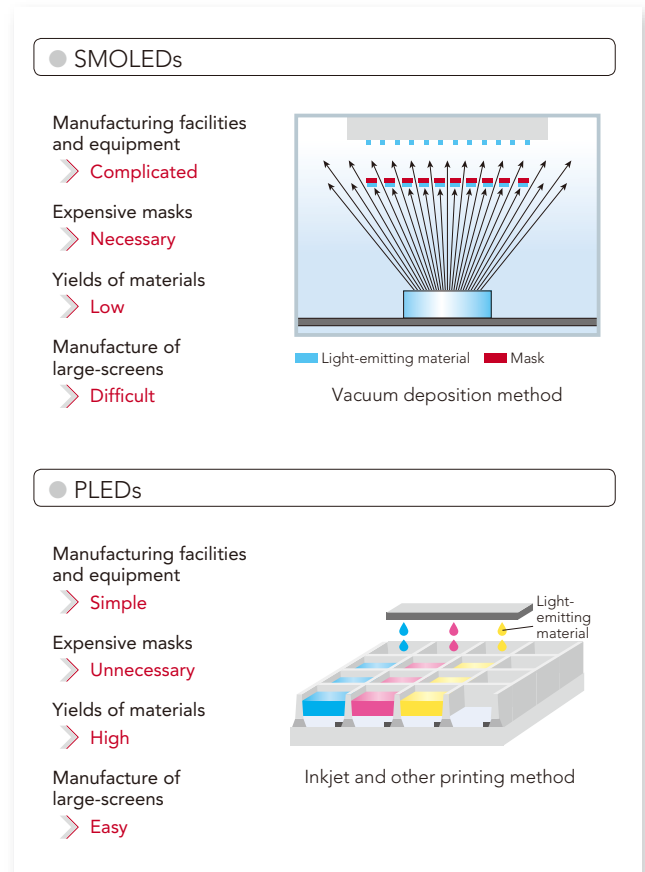 SMOLEDs
Manufacturing facilities
and equipment
Complicated
Expensive masks
Necessary
Yields of materials
Low
Manufacture of
large-screens
Difficult
Light-emitting material
Mask
Vacuum deposition method
PLEDs
Manufacturing facilities
and equipment
Simple
Expensive masks
Unnecessary
Yields of materials
High
Manufacture of
large-screens
Easy
Light-
emitting
material
Inkjet and other printing method